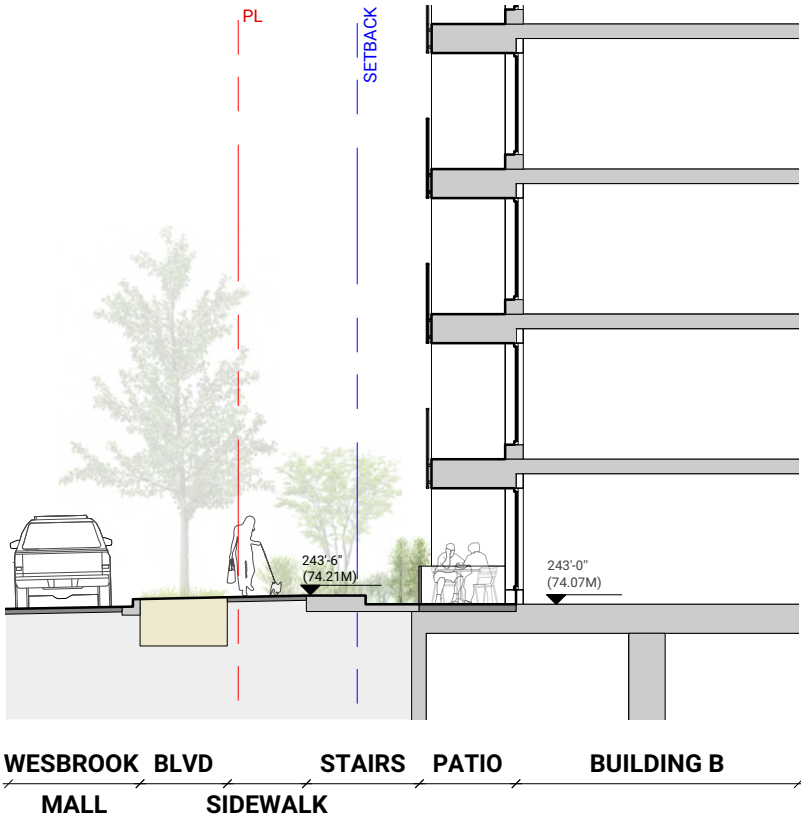 PL
SETBACK
243'-6"
(74.21M)
243'-0"
(74.07M)
WESBROOK BLVD STAIRS PATIO BUILDING B
MALL SIDEWALK